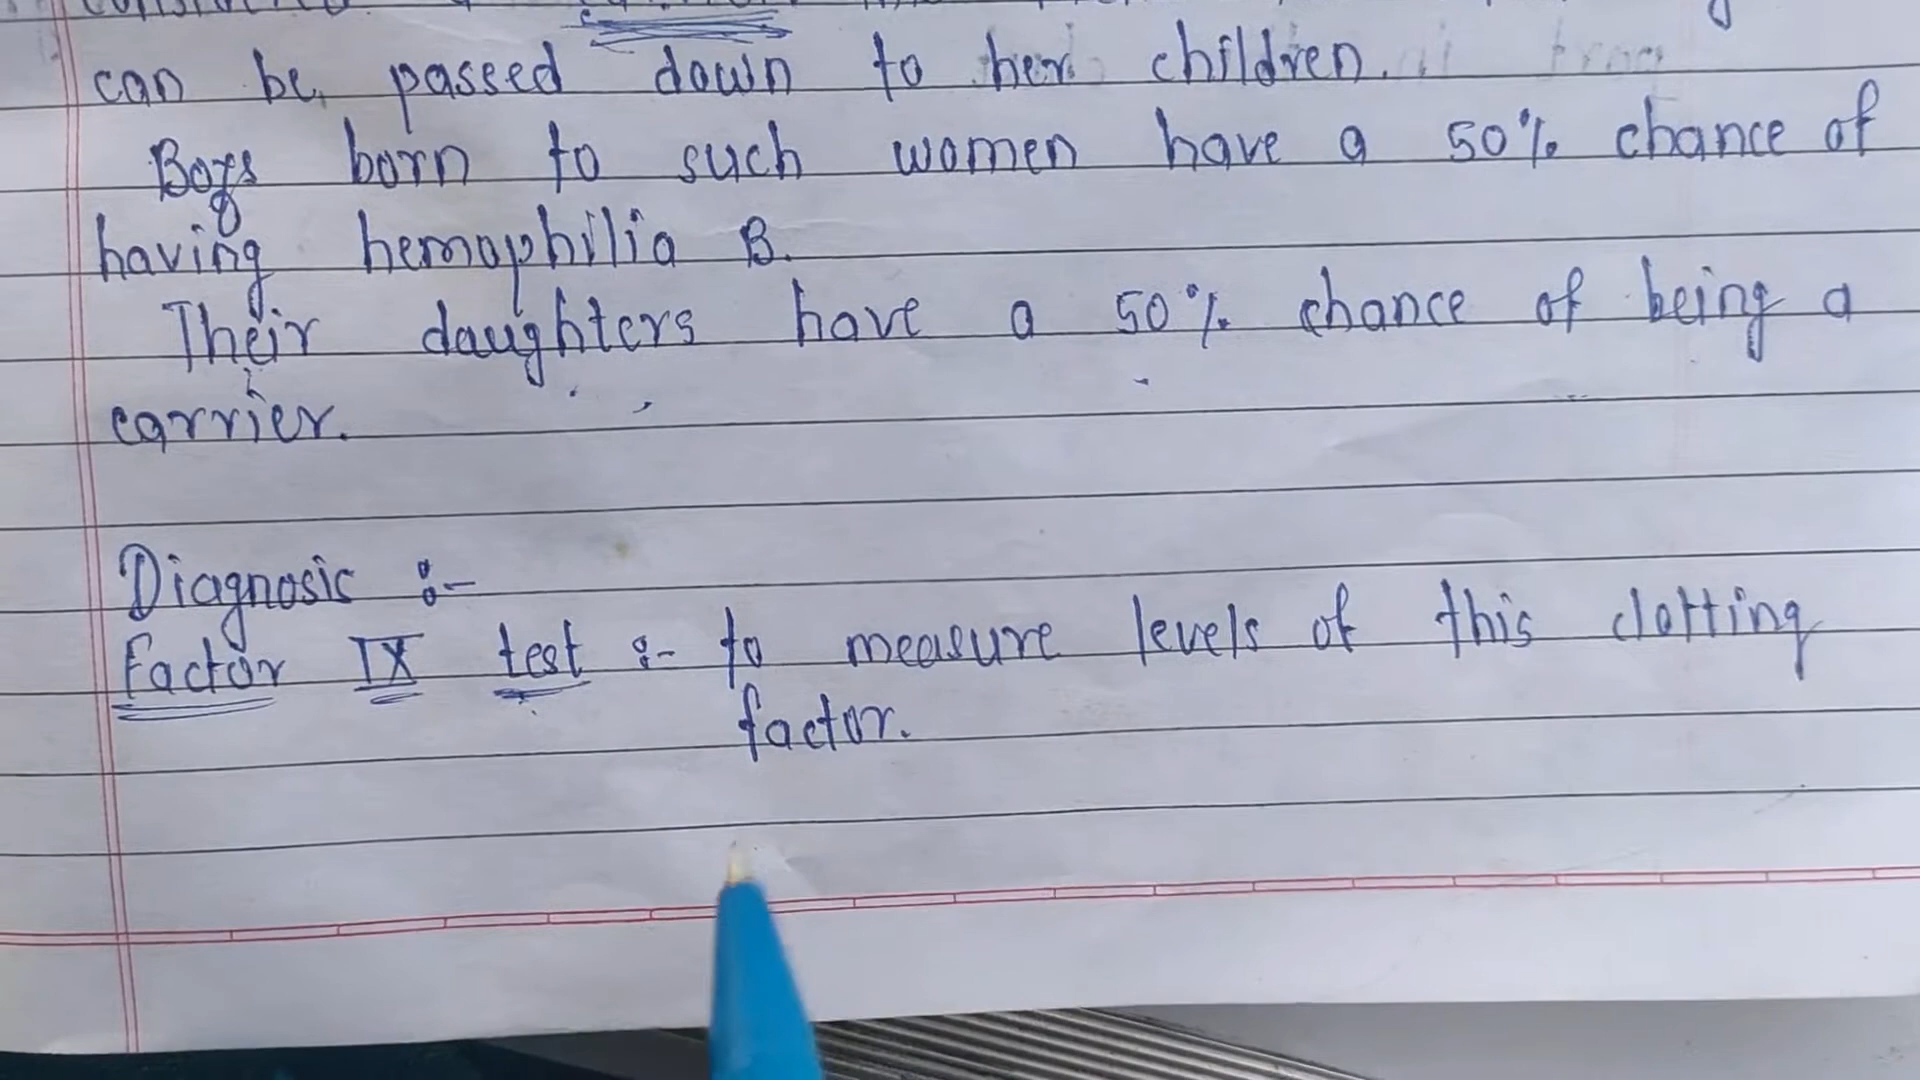 can be passed down to her children.
Boys born to such women have a 50% chance of
having hemophilia B.
Their daughters have a 50% chance of being a
carrier.
Diagnosis :-
Factor IX test :- to measure levels of this clotting
factor.